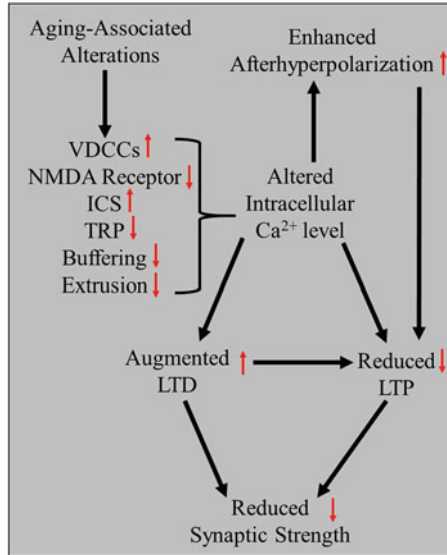 Aging-Associated
Alterations
VDCCs
NMDA Receptor
ICS
TRP
Buffering
Extrusion
Enhanced
Afterhyperpolarization
Altered
Intracellular
Ca²⁺ level
Augmented
LTD
Reduced
LTP
Reduced
Synaptic Strength